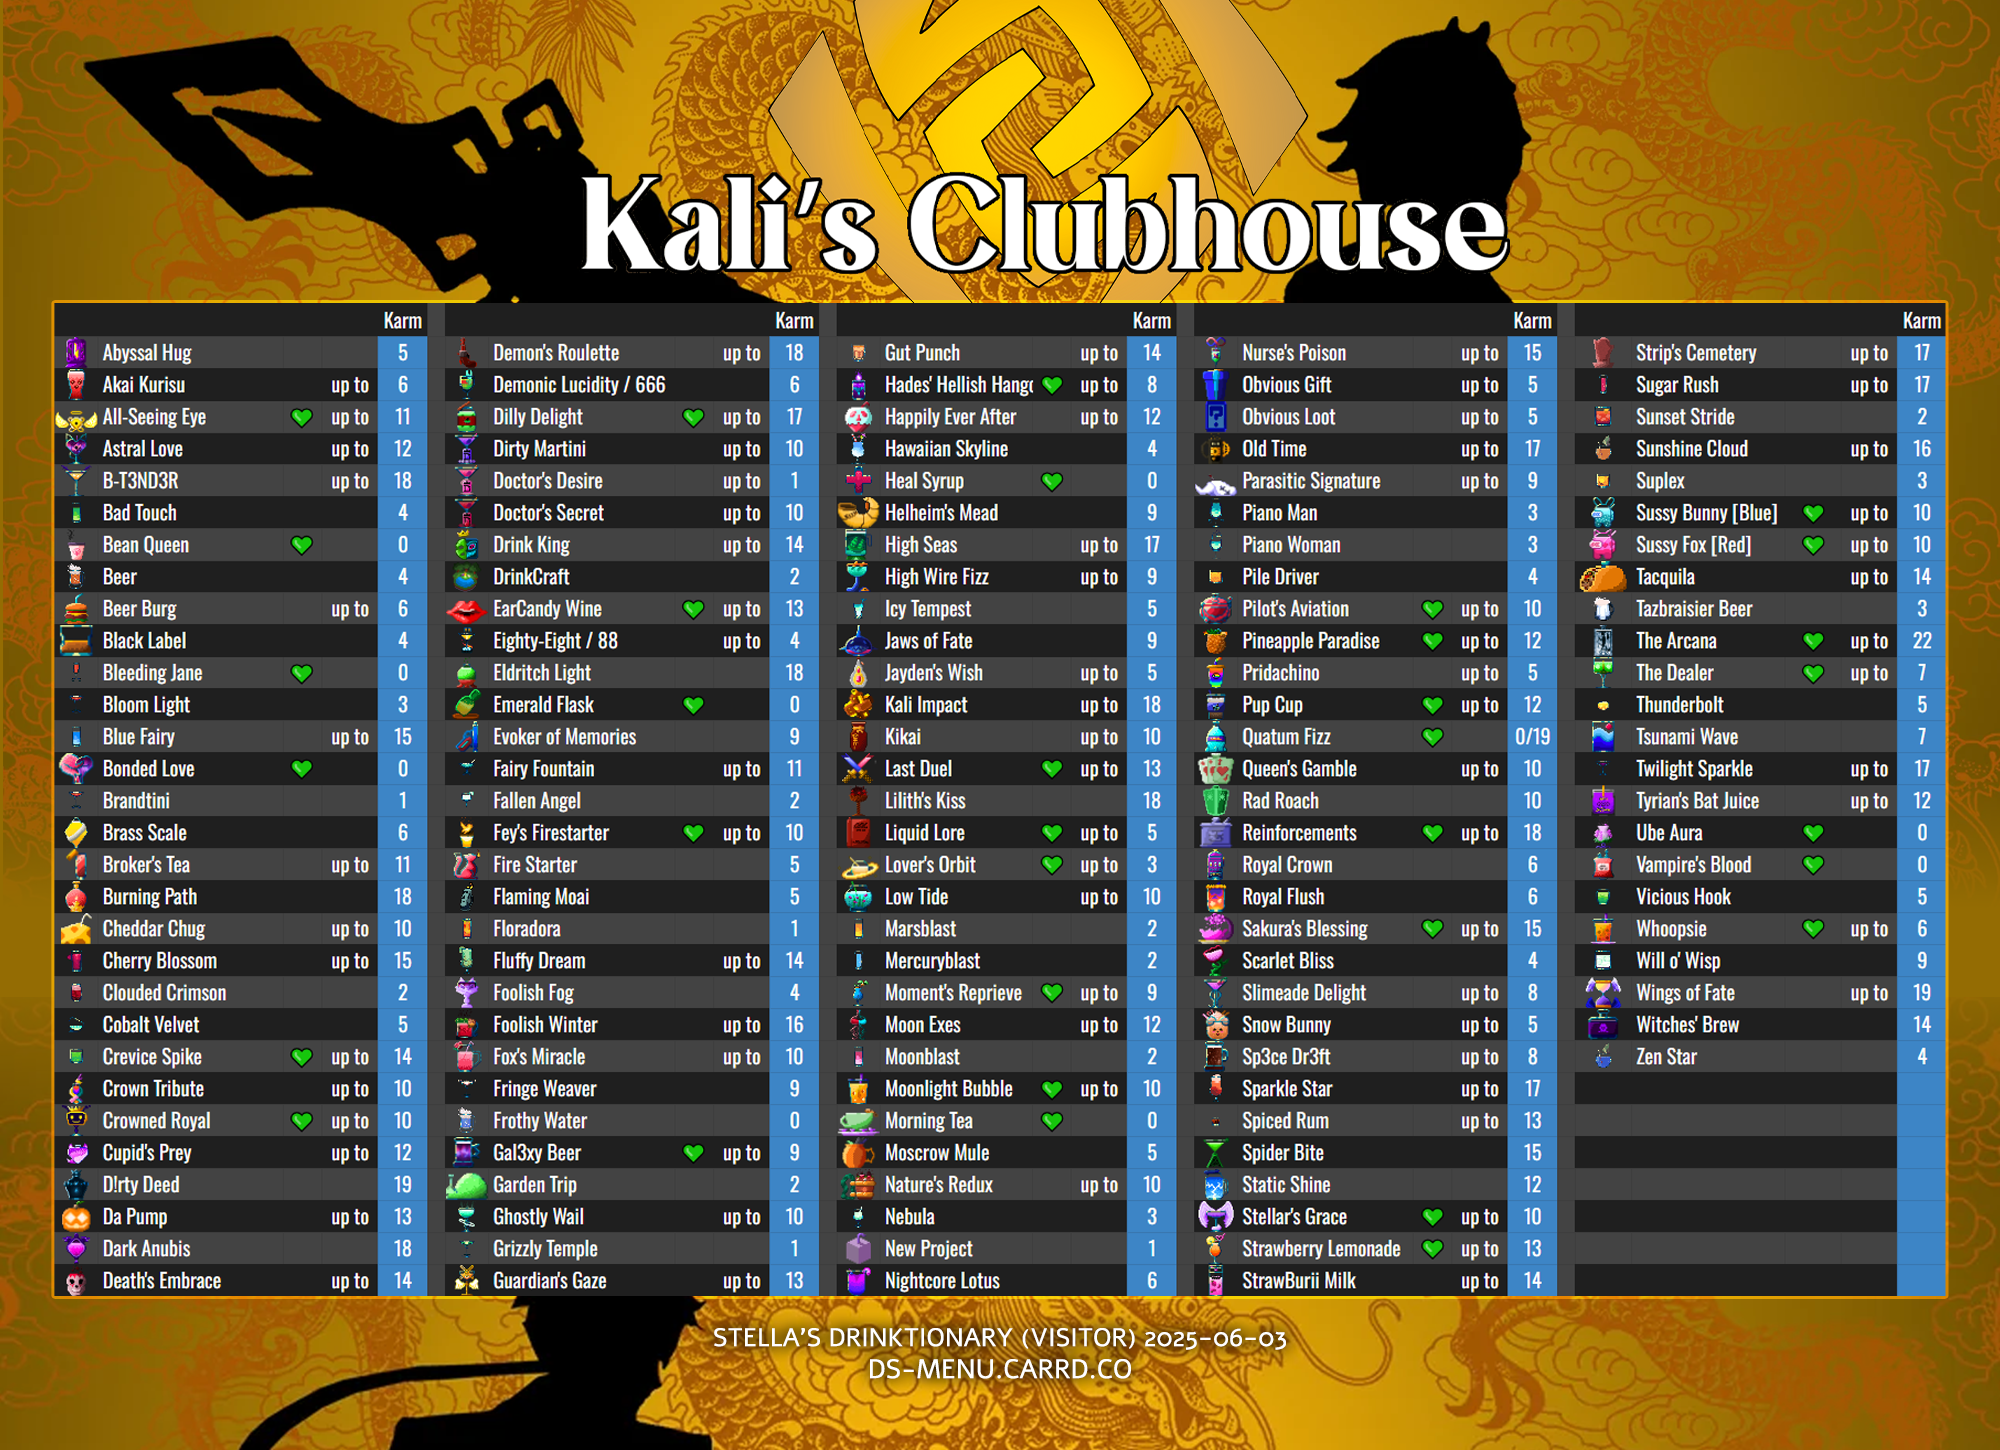 Kali's Clubhouse
Karm
Abyssal Hug 5
Akai Kurisu up to 6
All-Seeing Eye up to 11
Astral Love up to 12
B-T3ND3R up to 18
Bad Touch 4
Bean Queen 0
Beer 4
Beer Burg up to 6
Black Label 4
Bleeding Jane 0
Bloom Light 3
Blue Fairy up to 15
Bonded Love 0
Brandtini 1
Brass Scale 6
Broker's Tea up to 11
Burning Path 18
Cheddar Chug up to 10
Cherry Blossom up to 15
Clouded Crimson 2
Cobalt Velvet 5
Crevice Spike up to 14
Crown Tribute up to 10
Crowned Royal up to 10
Cupid's Prey up to 12
D!rty Deed 19
Da Pump up to 13
Dark Anubis 18
Death's Embrace up to 14
Karm
Demon's Roulette up to 18
Demonic Lucidity / 666 6
Dilly Delight up to 17
Dirty Martini up to 10
Doctor's Desire up to 1
Doctor's Secret up to 10
Drink King up to 14
DrinkCraft 2
EarCandy Wine up to 13
Eighty-Eight / 88 up to 4
Eldritch Light 18
Emerald Flask 0
Evoker of Memories 9
Fairy Fountain up to 11
Fallen Angel 2
Fey's Firestarter up to 10
Fire Starter 5
Flaming Moai 5
Floradora 1
Fluffy Dream up to 14
Foolish Fog 4
Foolish Winter up to 16
Fox's Miracle up to 10
Fringe Weaver 9
Frothy Water 0
Gal3xy Beer up to 9
Garden Trip 2
Ghostly Wail up to 10
Grizzly Temple 1
Guardian's Gaze up to 13
Karm
Gut Punch up to 14
Hades' Hellish Hang up to 8
Happily Ever After up to 12
Hawaiian Skyline 4
Heal Syrup 0
Helheim's Mead 9
High Seas up to 17
High Wire Fizz up to 9
Icy Tempest 5
Jaws of Fate 9
Jayden's Wish up to 5
Kali Impact up to 18
Kikai up to 10
Last Duel up to 13
Lilith's Kiss 18
Liquid Lore up to 5
Lover's Orbit up to 3
Low Tide up to 10
Marsblast 2
Mercuryblast 2
Moment's Reprieve up to 9
Moon Exes up to 12
Moonblast 2
Moonlight Bubble up to 10
Morning Tea 0
Moscrow Mule 5
Nature's Redux up to 10
Nebula 3
New Project 1
Nightcore Lotus 6
Karm
Nurse's Poison up to 15
Obvious Gift up to 5
Obvious Loot up to 5
Old Time up to 17
Parasitic Signature up to 9
Piano Man 3
Piano Woman 3
Pile Driver 4
Pilot's Aviation up to 10
Pineapple Paradise up to 12
Pridachino up to 5
Pup Cup up to 12
Quatum Fizz 0/19
Queen's Gamble up to 10
Rad Roach 10
Reinforcements up to 18
Royal Crown 6
Royal Flush 6
Sakura's Blessing up to 15
Scarlet Bliss 4
Slimeade Delight up to 8
Snow Bunny up to 5
Sp3ce Dr3ft up to 8
Sparkle Star up to 17
Spiced Rum up to 13
Spider Bite 15
Static Shine 12
Stellar's Grace up to 10
Strawberry Lemonade up to 13
StrawBurii Milk up to 14
Karm
Strip's Cemetery up to 17
Sugar Rush up to 17
Sunset Stride 2
Sunshine Cloud up to 16
Suplex 3
Sussy Bunny [Blue] up to 10
Sussy Fox [Red] up to 10
Tacquila up to 14
Tazbraisier Beer 3
The Arcana up to 22
The Dealer up to 7
Thunderbolt 5
Tsunami Wave 7
Twilight Sparkle up to 17
Tyrian's Bat Juice up to 12
Ube Aura 0
Vampire's Blood 0
Vicious Hook 5
Whoopsie up to 6
Will o' Wisp 9
Wings of Fate up to 19
Witches' Brew 14
Zen Star 4
STELLA'S DRINKTIONARY (VISITOR) 2025-06-03
DS-MENU.CARRD.CO